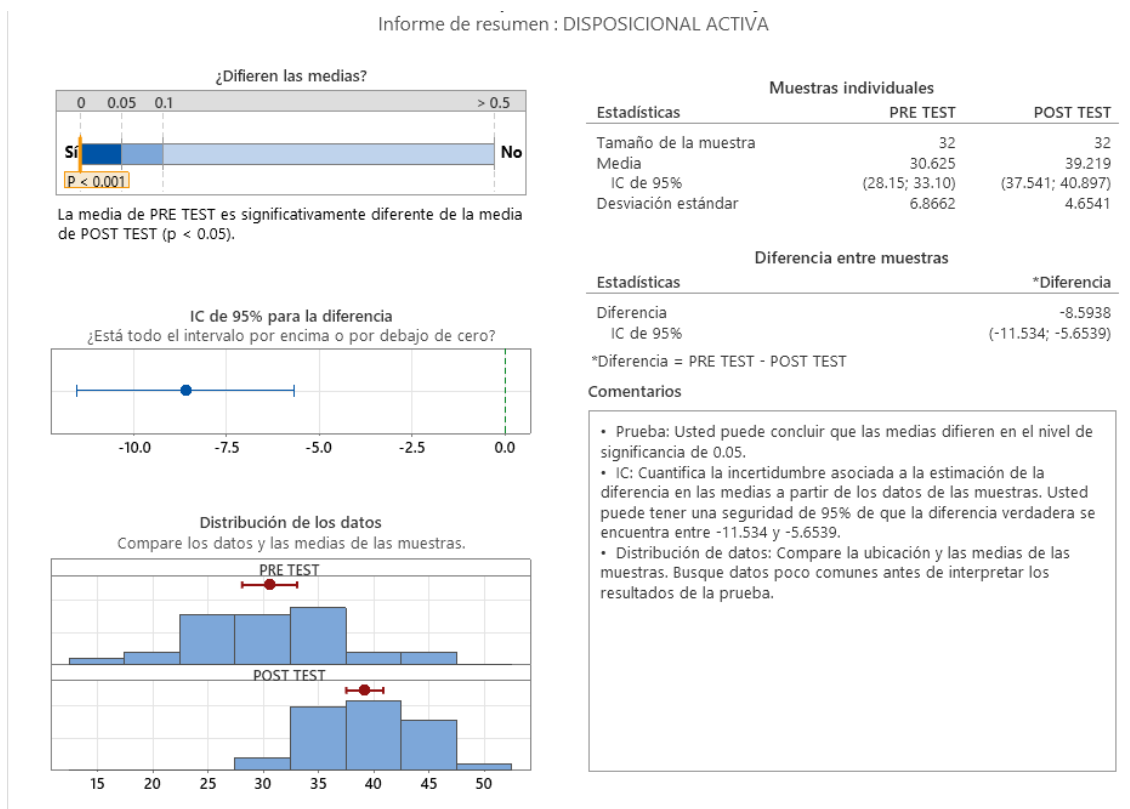 Informe de resumen : DISPOSICIONAL ACTIVA
¿Difieren las medias?
0 0.05 0.1 > 0.5
Sí No
P < 0.001
La media de PRE TEST es significativamente diferente de la media
de POST TEST (p < 0.05).
IC de 95% para la diferencia
¿Está todo el intervalo por encima o por debajo de cero?
-10.0 -7.5 -5.0 -2.5 0.0
Distribución de los datos
Compare los datos y las medias de las muestras.
PRE TEST
POST TEST
15 20 25 30 35 40 45 50
Muestras individuales
Estadísticas PRE TEST POST TEST
Tamaño de la muestra 32 32
Media 30.625 39.219
IC de 95% (28.15; 33.10) (37.541; 40.897)
Desviación estándar 6.8662 4.6541
Diferencia entre muestras
Estadísticas *Diferencia
Diferencia -8.5938
IC de 95% (-11.534; -5.6539)
*Diferencia = PRE TEST - POST TEST
Comentarios
• Prueba: Usted puede concluir que las medias difieren en el nivel de
significancia de 0.05.
• IC: Cuantifica la incertidumbre asociada a la estimación de la
diferencia en las medias a partir de los datos de las muestras. Usted
puede tener una seguridad de 95% de que la diferencia verdadera se
encuentra entre -11.534 y -5.6539.
• Distribución de datos: Compare la ubicación y las medias de las
muestras. Busque datos poco comunes antes de interpretar los
resultados de la prueba.